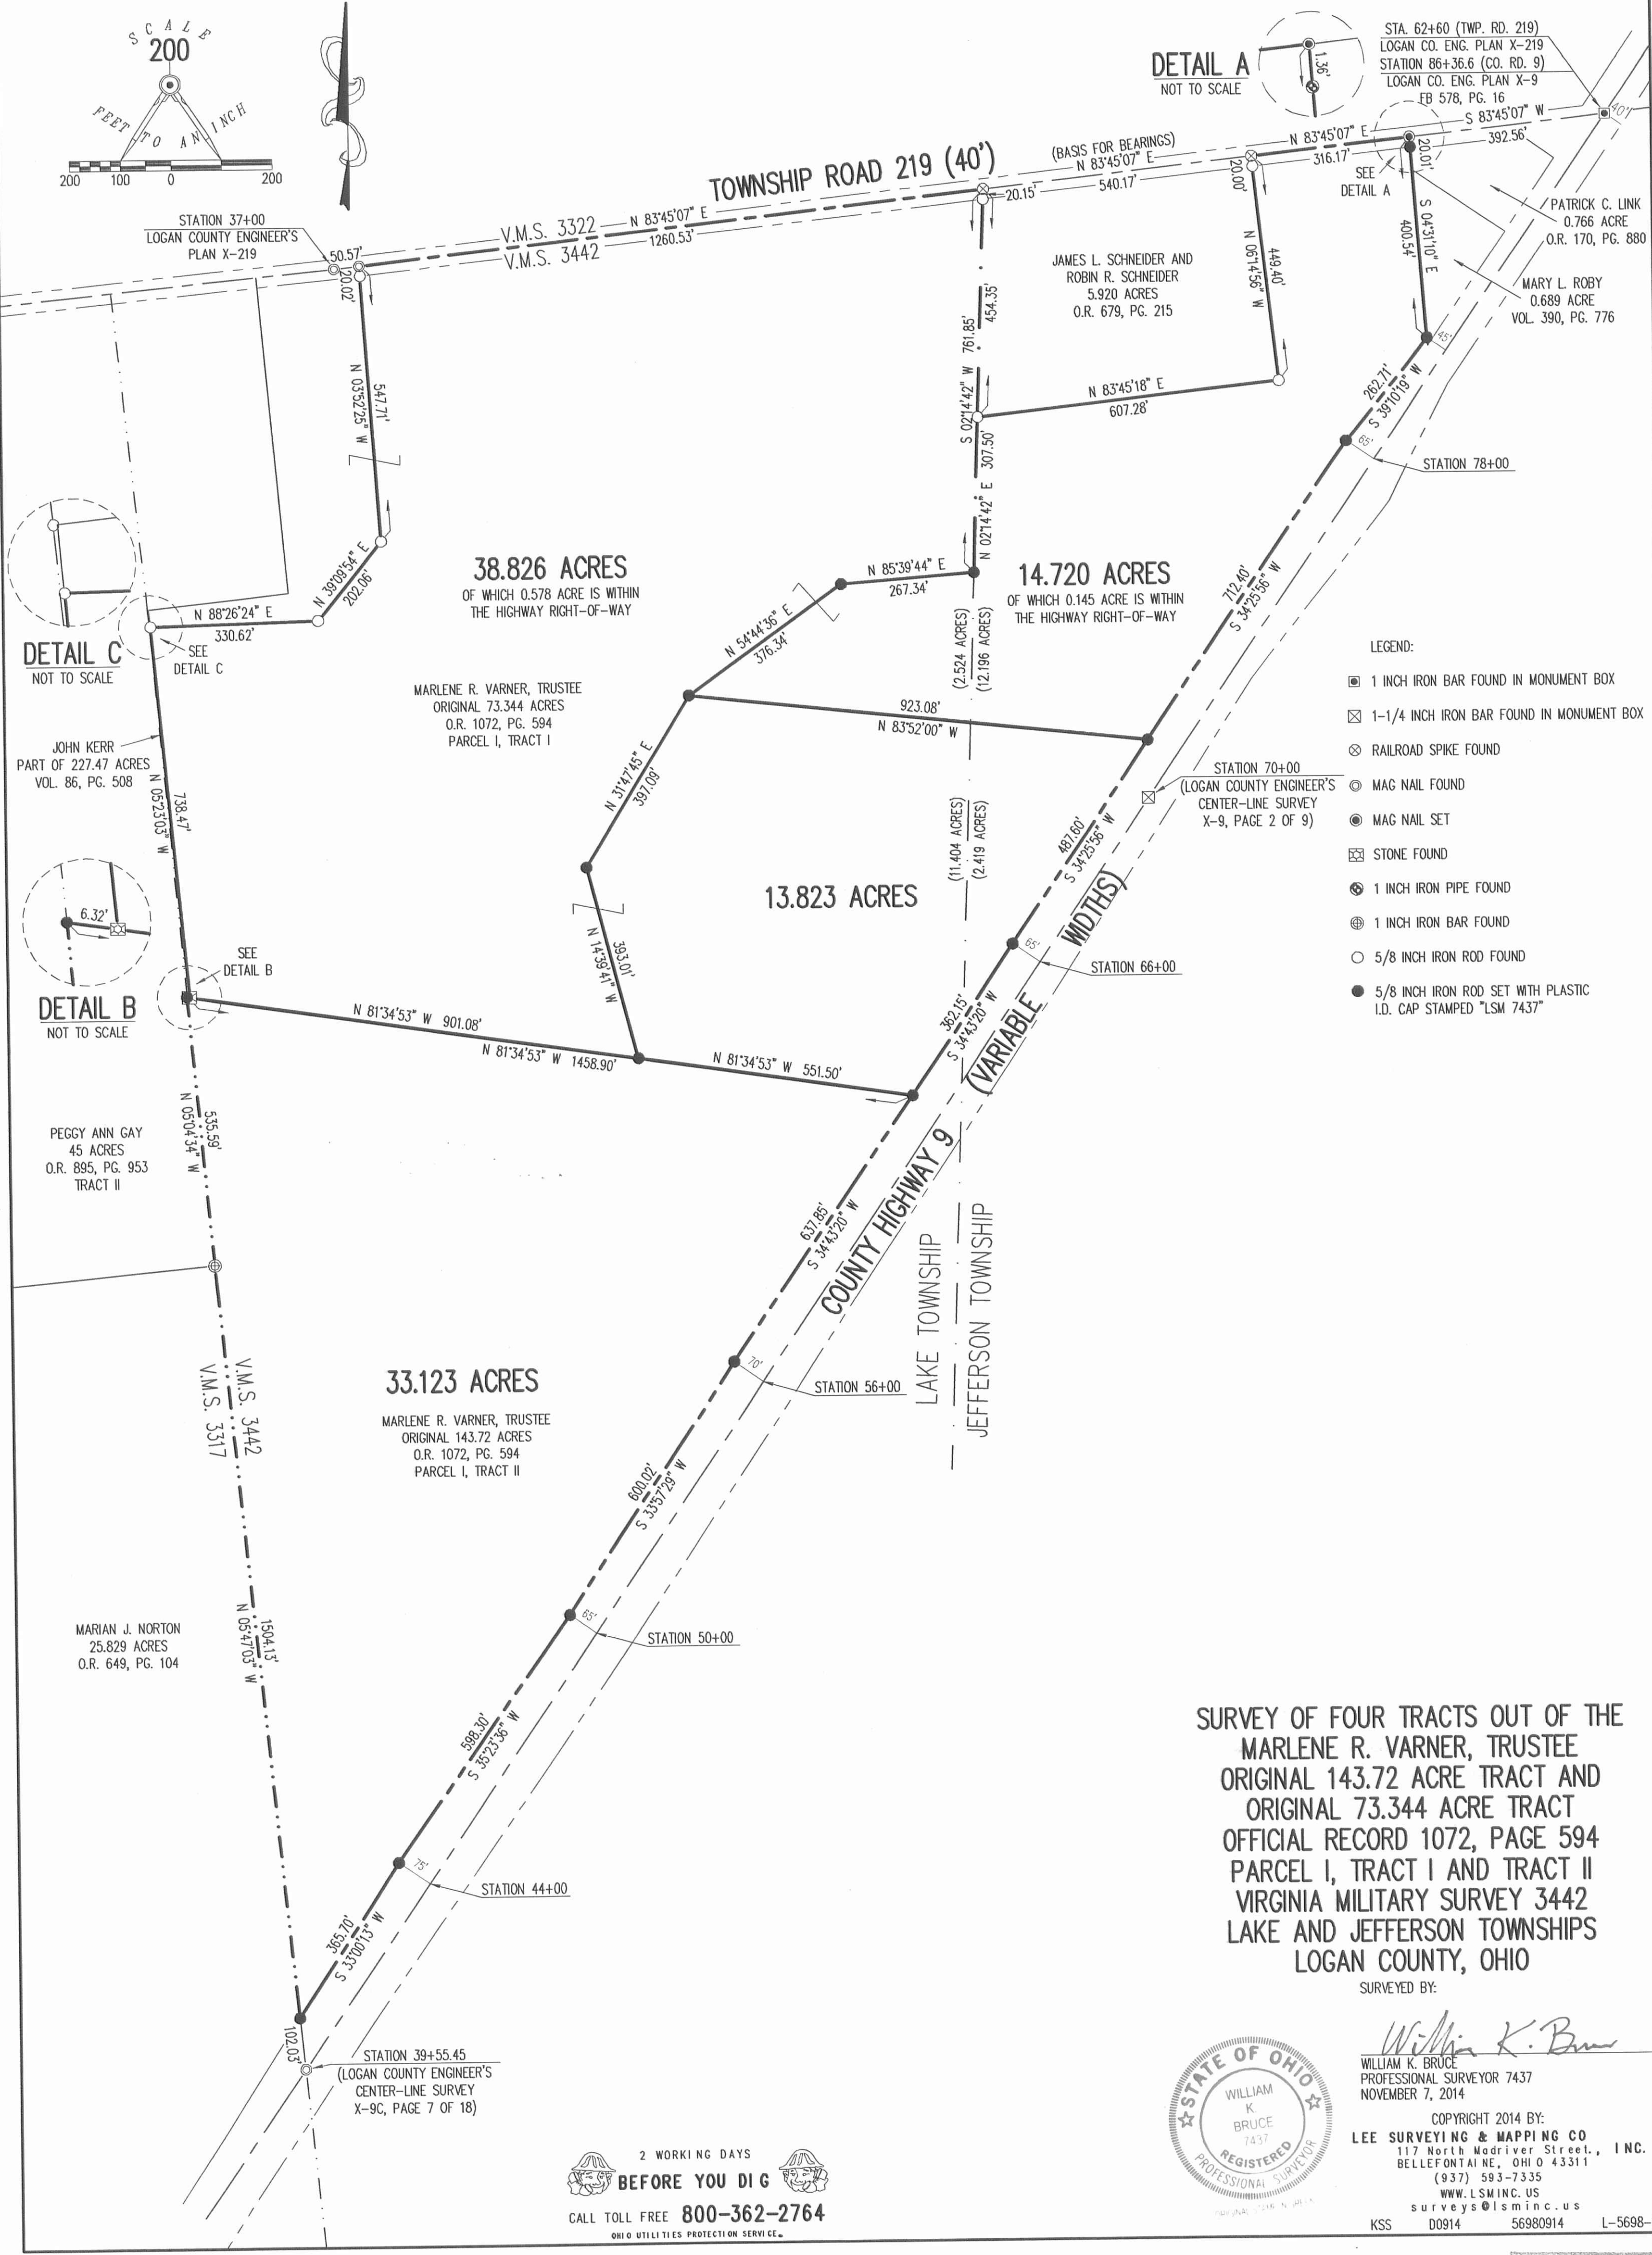 SCALE
200
FEET TO AN INCH
200 100 0 200
DETAIL A
NOT TO SCALE
1.36'
STA. 62+60 (TWP. RD. 219)
LOGAN CO. ENG. PLAN X-219
STATION 86+36.6 (CO. RD. 9)
LOGAN CO. ENG. PLAN X-9
FB 578, PG. 16
S 83°45'07" W
392.56'
40'
TOWNSHIP ROAD 219 (40')
(BASIS FOR BEARINGS)
N 83°45'07" E
540.17'
N 83°45'07" E
316.17'
20.15'
20.00'
20.01'
SEE
DETAIL A
STATION 37+00
LOGAN COUNTY ENGINEER'S
PLAN X-219
50.57'
20.02'
V.M.S. 3322
V.M.S. 3442
N 83°45'07" E
1260.53'
PATRICK C. LINK
0.766 ACRE
O.R. 170, PG. 880
MARY L. ROBY
0.689 ACRE
VOL. 390, PG. 776
JAMES L. SCHNEIDER AND
ROBIN R. SCHNEIDER
5.920 ACRES
O.R. 679, PG. 215
S 04°31'10" E
400.54'
N 06°14'56" W
449.40'
454.35'
S 02°14'42" W 761.85'
N 83°45'18" E
607.28'
N 02°14'42" E 307.50'
45'
262.71'
S 39°10'19" W
65'
STATION 78+00
N 03°52'25" W
547.71'
N 39°09'54" E
202.06'
N 88°26'24" E
330.62'
DETAIL C
NOT TO SCALE
SEE
DETAIL C
38.826 ACRES
OF WHICH 0.578 ACRE IS WITHIN
THE HIGHWAY RIGHT-OF-WAY
N 85°39'44" E
267.34'
N 54°44'36" E
376.34'
14.720 ACRES
OF WHICH 0.145 ACRE IS WITHIN
THE HIGHWAY RIGHT-OF-WAY
(2.524 ACRES)
(12.196 ACRES)
712.40'
S 34°25'56" W
MARLENE R. VARNER, TRUSTEE
ORIGINAL 73.344 ACRES
O.R. 1072, PG. 594
PARCEL I, TRACT I
923.08'
N 83°52'00" W
JOHN KERR
PART OF 227.47 ACRES
VOL. 86, PG. 508
N 05°23'03" W
738.47'
N 31°47'45" E
397.09'
STATION 70+00
(LOGAN COUNTY ENGINEER'S
CENTER-LINE SURVEY
X-9, PAGE 2 OF 9)
(11.404 ACRES)
(2.419 ACRES)
13.823 ACRES
487.60'
S 34°25'56" W
LEGEND:
1 INCH IRON BAR FOUND IN MONUMENT BOX
1-1/4 INCH IRON BAR FOUND IN MONUMENT BOX
RAILROAD SPIKE FOUND
MAG NAIL FOUND
MAG NAIL SET
STONE FOUND
1 INCH IRON PIPE FOUND
1 INCH IRON BAR FOUND
5/8 INCH IRON ROD FOUND
5/8 INCH IRON ROD SET WITH PLASTIC
I.D. CAP STAMPED "LSM 7437"
6.32'
DETAIL B
NOT TO SCALE
SEE
DETAIL B
N 14°39'41" W
393.01'
65'
STATION 66+00
362.15'
S 34°43'20" W
N 81°34'53" W 901.08'
N 81°34'53" W 1458.90'
N 81°34'53" W 551.50'
COUNTY HIGHWAY 9 (VARIABLE WIDTHS)
PEGGY ANN GAY
45 ACRES
O.R. 895, PG. 953
TRACT II
N 05°04'34" W
535.59'
637.85'
S 34°43'20" W
LAKE TOWNSHIP
JEFFERSON TOWNSHIP
70'
STATION 56+00
V.M.S. 3317
V.M.S. 3442
33.123 ACRES
MARLENE R. VARNER, TRUSTEE
ORIGINAL 143.72 ACRES
O.R. 1072, PG. 594
PARCEL I, TRACT II
600.02'
S 33°57'29" W
65'
STATION 50+00
MARIAN J. NORTON
25.829 ACRES
O.R. 649, PG. 104
N 05°47'03" W
1504.13'
598.30'
S 35°23'36" W
75'
STATION 44+00
365.70'
S 33°00'13" W
102.03'
STATION 39+55.45
(LOGAN COUNTY ENGINEER'S
CENTER-LINE SURVEY
X-9C, PAGE 7 OF 18)
SURVEY OF FOUR TRACTS OUT OF THE
MARLENE R. VARNER, TRUSTEE
ORIGINAL 143.72 ACRE TRACT AND
ORIGINAL 73.344 ACRE TRACT
OFFICIAL RECORD 1072, PAGE 594
PARCEL I, TRACT I AND TRACT II
VIRGINIA MILITARY SURVEY 3442
LAKE AND JEFFERSON TOWNSHIPS
LOGAN COUNTY, OHIO
SURVEYED BY:
William K. Bruce
WILLIAM K. BRUCE
PROFESSIONAL SURVEYOR 7437
NOVEMBER 7, 2014
STATE OF OHIO
WILLIAM
K.
BRUCE
7437
REGISTERED
PROFESSIONAL SURVEYOR
COPYRIGHT 2014 BY:
LEE SURVEYING & MAPPING CO., INC.
117 North Madriver Street
BELLEFONTAINE, OHIO 43311
(937) 593-7335
WWW.LSMINC.US
surveys@lsminc.us
KSS D0914 56980914 L-5698-
2 WORKING DAYS
BEFORE YOU DIG
CALL TOLL FREE 800-362-2764
OHIO UTILITIES PROTECTION SERVICE.